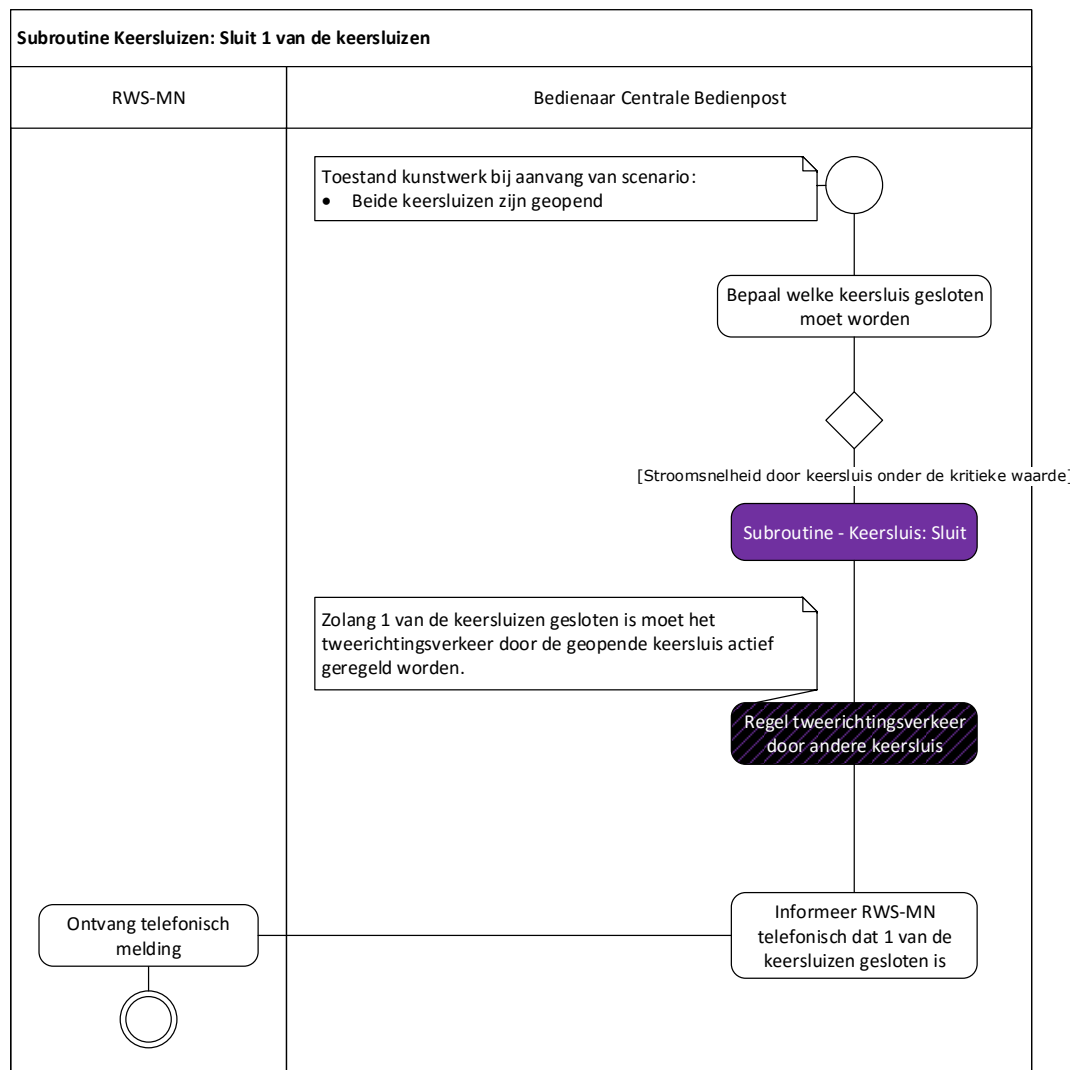 Subroutine Keersluizen: Sluit 1 van de keersluizen
RWS-MN
Bedienaar Centrale Bedienpost
Toestand kunstwerk bij aanvang van scenario:
• Beide keersluizen zijn geopend
Bepaal welke keersluis gesloten
moet worden
[Stroomsnelheid door keersluis onder de kritieke waarde]
Subroutine - Keersluis: Sluit
Zolang 1 van de keersluizen gesloten is moet het
tweerichtingsverkeer door de geopende keersluis actief
geregeld worden.
Regel tweerichtingsverkeer
door andere keersluis
Informeer RWS-MN
telefonisch dat 1 van de
keersluizen gesloten is
Ontvang telefonisch
melding